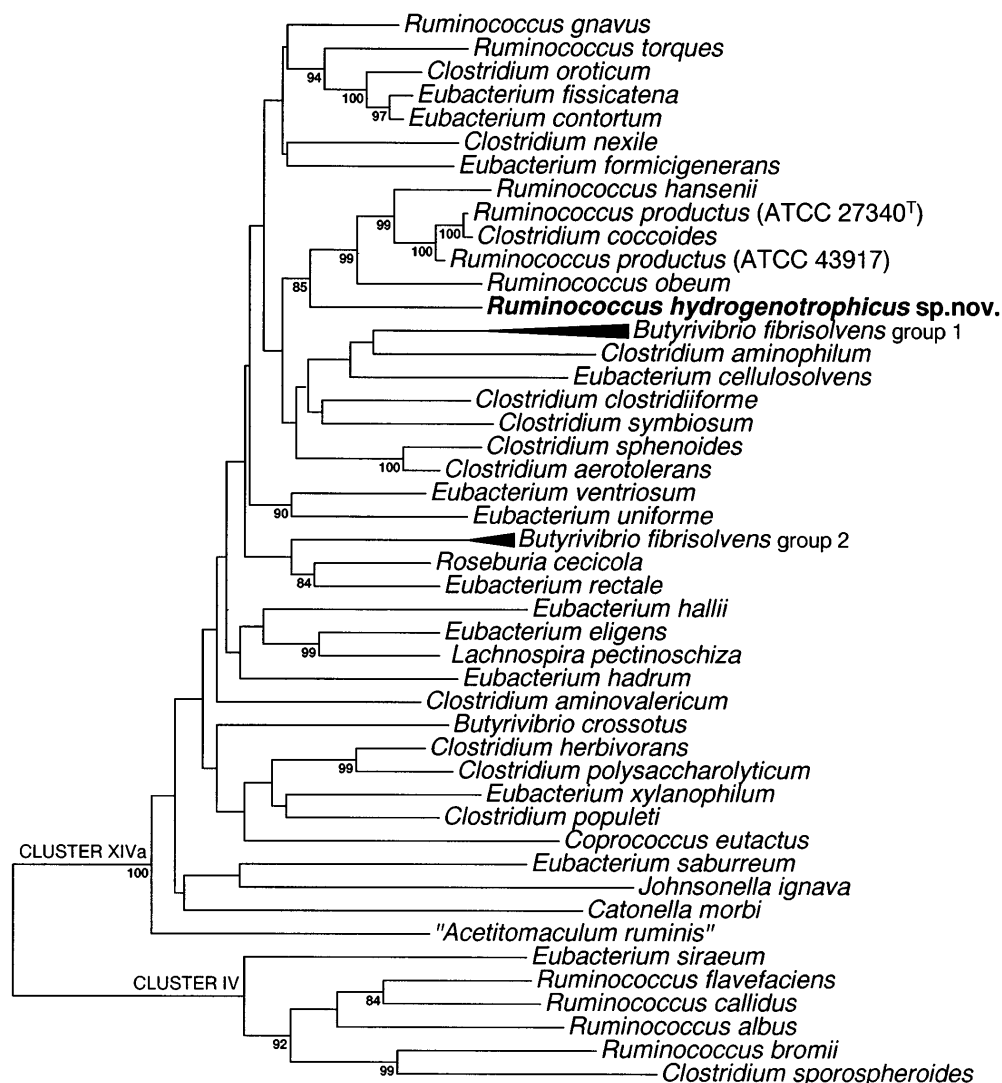 Ruminococcus gnavus
Ruminococcus torques
94
Clostridium oroticum
100
Eubacterium fissicatena
97
Eubacterium contortum
Clostridium nexile
Eubacterium formicigenerans
Ruminococcus hansenii
99
Ruminococcus productus (ATCC 27340T)
100
Clostridium coccoides
100
Ruminococcus productus (ATCC 43917)
99
Ruminococcus obeum
85
Ruminococcus hydrogenotrophicus sp.nov.
Butyrivibrio fibrisolvens group 1
Clostridium aminophilum
Eubacterium cellulosolvens
Clostridium clostridiiforme
Clostridium symbiosum
Clostridium sphenoides
100
Clostridium aerotolerans
Eubacterium ventriosum
90
Eubacterium uniforme
Butyrivibrio fibrisolvens group 2
Roseburia cecicola
84
Eubacterium rectale
Eubacterium hallii
Eubacterium eligens
99
Lachnospira pectinoschiza
Eubacterium hadrum
Clostridium aminovalericum
Butyrivibrio crossotus
Clostridium herbivorans
99
Clostridium polysaccharolyticum
Eubacterium xylanophilum
Clostridium populeti
Coprococcus eutactus
CLUSTER XIVa
100
Eubacterium saburreum
Johnsonella ignava
Catonella morbi
"Acetitomaculum ruminis"
Eubacterium siraeum
CLUSTER IV
Ruminococcus flavefaciens
84
Ruminococcus callidus
Ruminococcus albus
92
Ruminococcus bromii
99
Clostridium sporospheroides